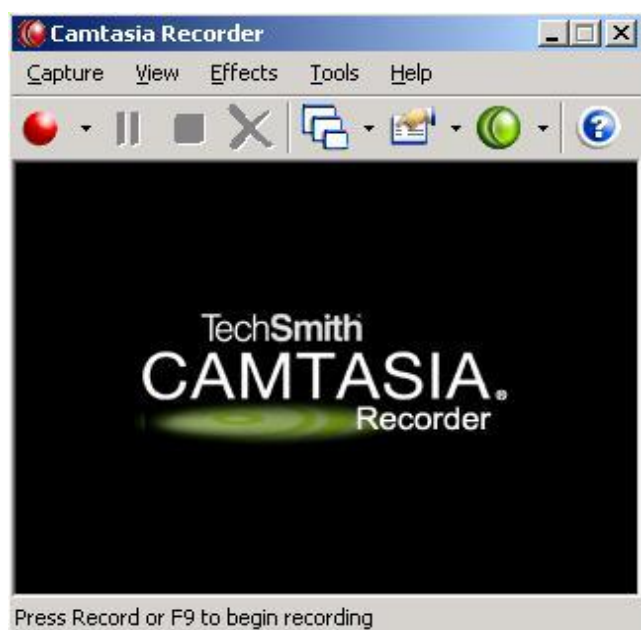 Camtasia Recorder
Capture View Effects Tools Help
TechSmith
CAMTASIA®
Recorder
Press Record or F9 to begin recording